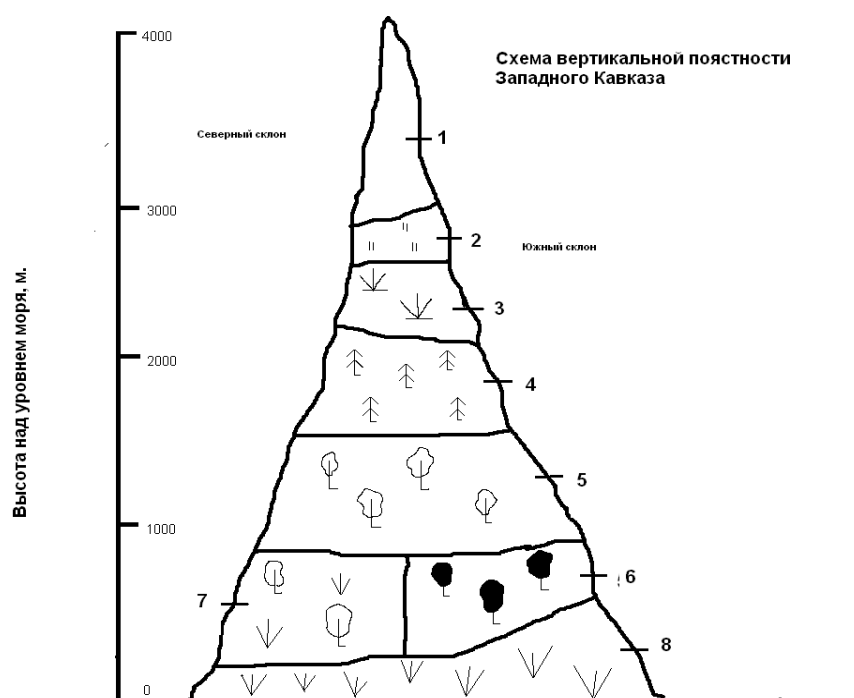 4000
Схема вертикальной поястности
Западного Кавказа
Северный склон
1
3000
2
Южный склон
3
2000
4
Высота над уровнем моря, м.
5
1000
6
7
8
0